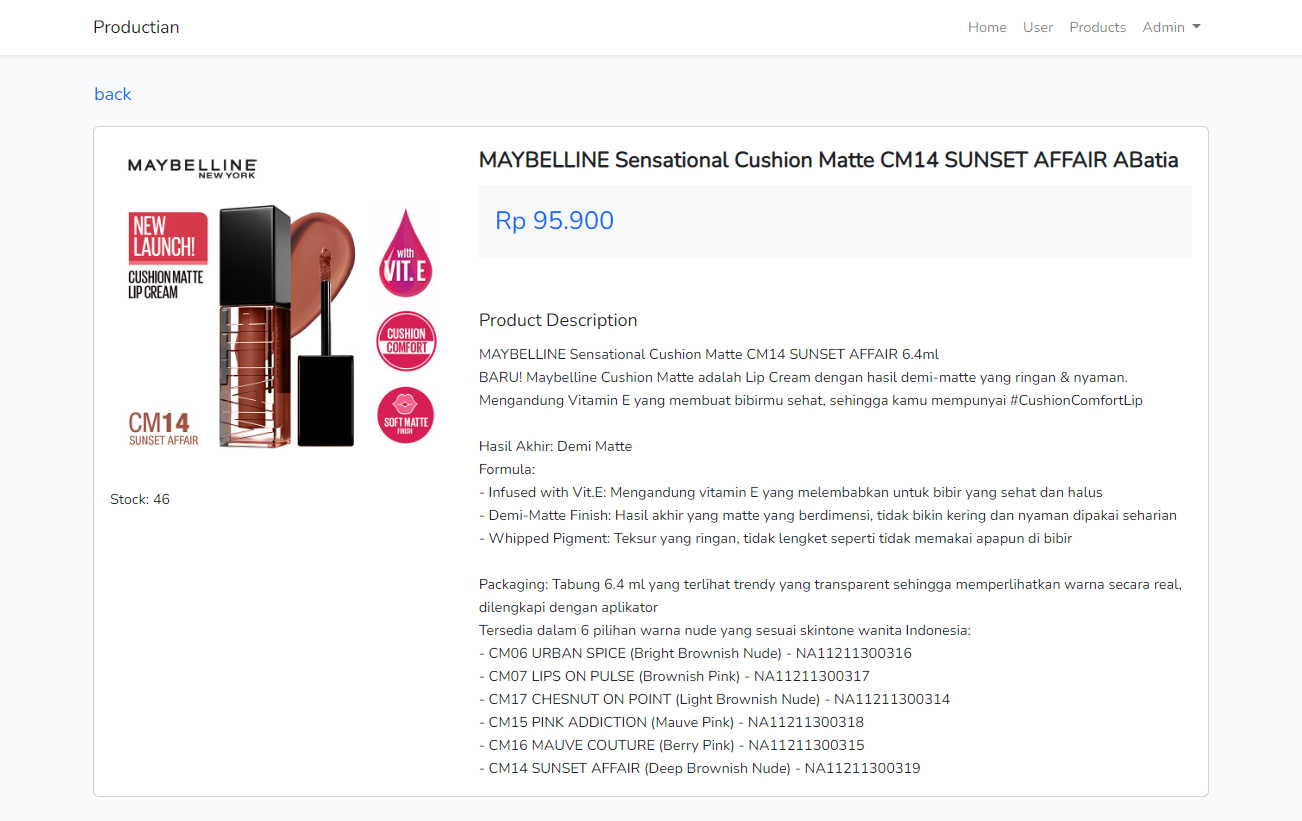 Productian
Home User Products Admin
back
MAYBELLINE
NEW YORK
NEW
LAUNCH!
CUSHION MATTE
LIP CREAM
with
VIT. E
CUSHION
COMFORT
SOFT MATTE
FINISH
CM14
SUNSET AFFAIR
Stock: 46
MAYBELLINE Sensational Cushion Matte CM14 SUNSET AFFAIR ABatia
Rp 95.900
Product Description
MAYBELLINE Sensational Cushion Matte CM14 SUNSET AFFAIR 6.4ml
BARU! Maybelline Cushion Matte adalah Lip Cream dengan hasil demi-matte yang ringan & nyaman.
Mengandung Vitamin E yang membuat bibirmu sehat, sehingga kamu mempunyai #CushionComfortLip
Hasil Akhir: Demi Matte
Formula:
- Infused with Vit.E: Mengandung vitamin E yang melembabkan untuk bibir yang sehat dan halus
- Demi-Matte Finish: Hasil akhir yang matte yang berdimensi, tidak bikin kering dan nyaman dipakai seharian
- Whipped Pigment: Teksur yang ringan, tidak lengket seperti tidak memakai apapun di bibir
Packaging: Tabung 6.4 ml yang terlihat trendy yang transparent sehingga memperlihatkan warna secara real,
dilengkapi dengan aplikator
Tersedia dalam 6 pilihan warna nude yang sesuai skintone wanita Indonesia:
- CM06 URBAN SPICE (Bright Brownish Nude) - NA11211300316
- CM07 LIPS ON PULSE (Brownish Pink) - NA11211300317
- CM17 CHESNUT ON POINT (Light Brownish Nude) - NA11211300314
- CM15 PINK ADDICTION (Mauve Pink) - NA11211300318
- CM16 MAUVE COUTURE (Berry Pink) - NA11211300315
- CM14 SUNSET AFFAIR (Deep Brownish Nude) - NA11211300319